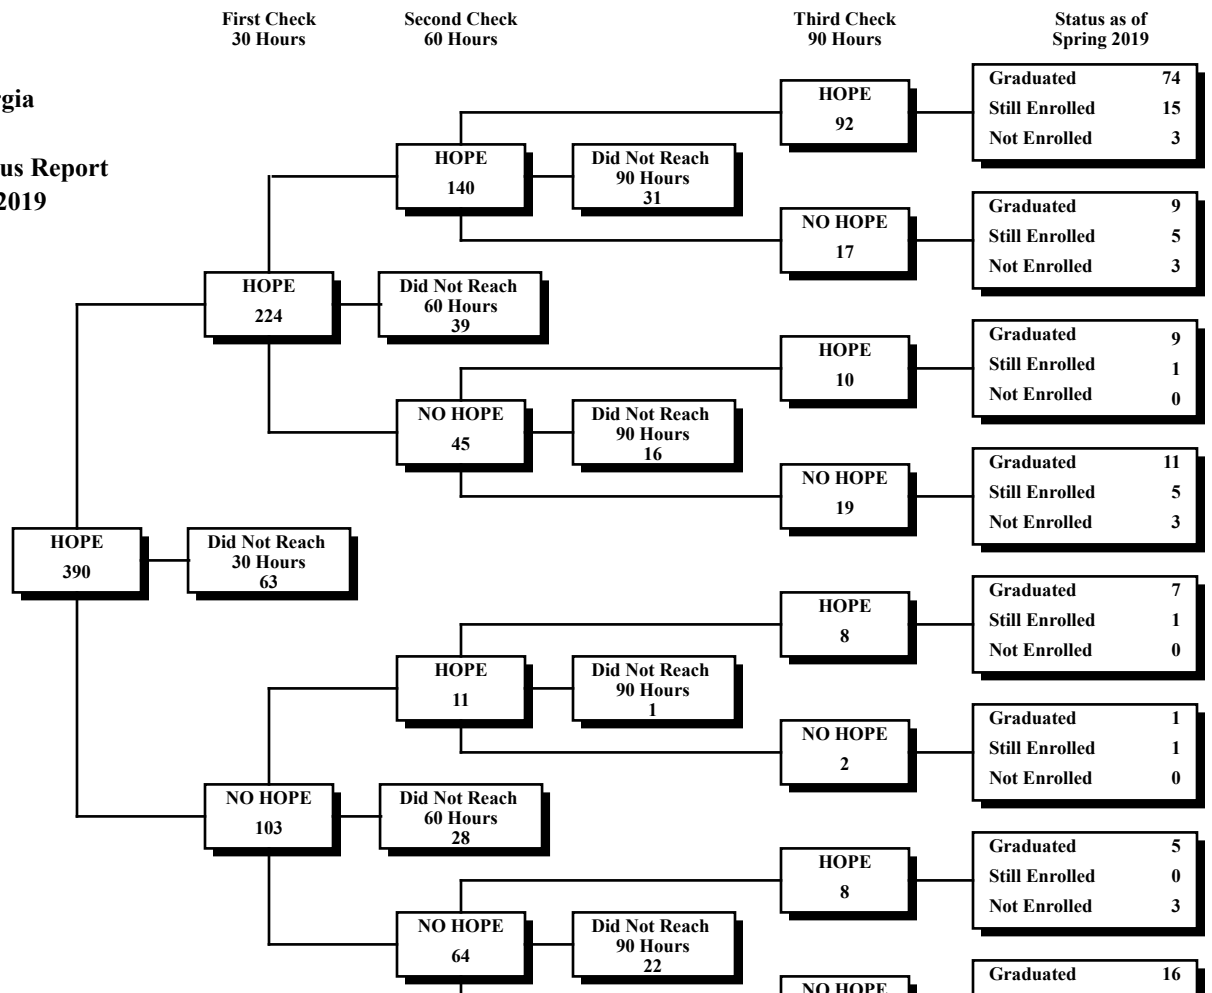 First Check
30 Hours
Second Check
60 Hours
Third Check
90 Hours
Status as of
Spring 2019
2019
HOPE
390
Did Not Reach
30 Hours
63
HOPE
224
Did Not Reach
60 Hours
39
HOPE
140
Did Not Reach
90 Hours
31
HOPE
92
Graduated 74
Still Enrolled 15
Not Enrolled 3
NO HOPE
17
Graduated 9
Still Enrolled 5
Not Enrolled 3
NO HOPE
45
Did Not Reach
90 Hours
16
HOPE
10
Graduated 9
Still Enrolled 1
Not Enrolled 0
NO HOPE
19
Graduated 11
Still Enrolled 5
Not Enrolled 3
NO HOPE
103
Did Not Reach
60 Hours
28
HOPE
11
Did Not Reach
90 Hours
1
HOPE
8
Graduated 7
Still Enrolled 1
Not Enrolled 0
NO HOPE
2
Graduated 1
Still Enrolled 1
Not Enrolled 0
NO HOPE
64
Did Not Reach
90 Hours
22
HOPE
8
Graduated 5
Still Enrolled 0
Not Enrolled 3
NO HOPE
Graduated 16
rgia
us Report